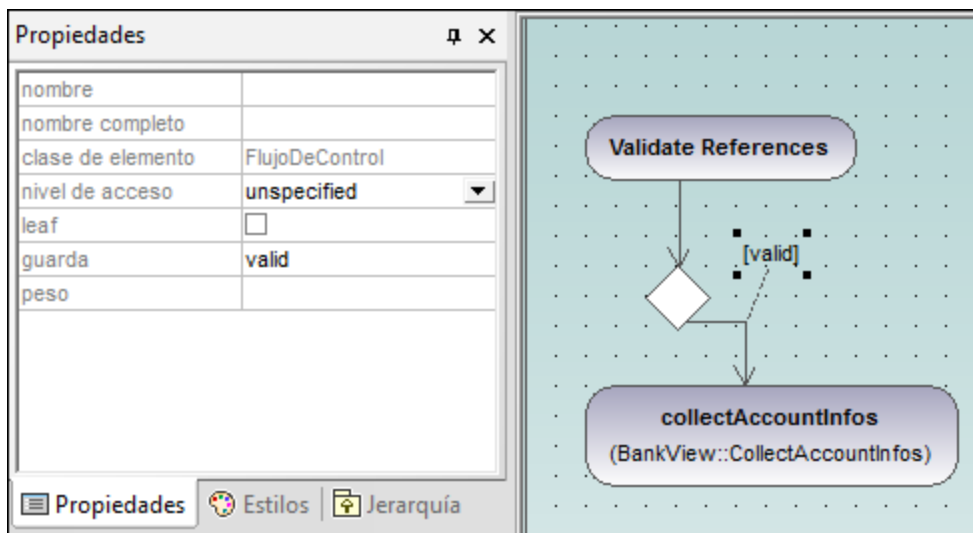 Propiedades
nombre
nombre completo
clase de elemento FlujoDeControl
nivel de acceso unspecified
leaf
guarda valid
peso
Propiedades Estilos Jerarquía
Validate References
[valid]
collectAccountInfos
(BankView::CollectAccountInfos)